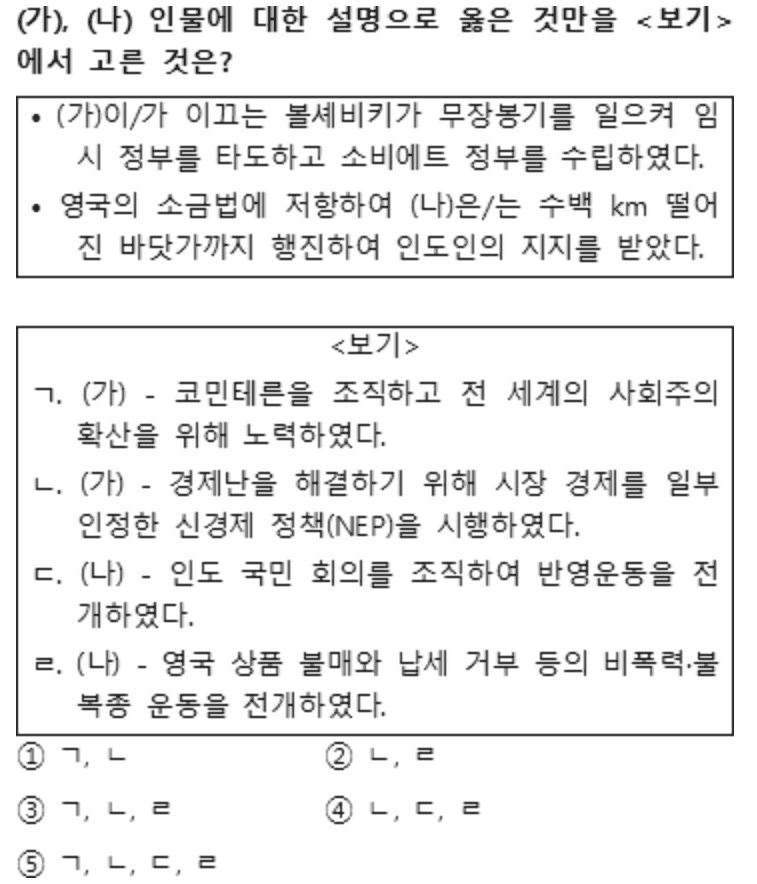 (가), (나) 인물에 대한 설명으로 옳은 것만을 <보기>
에서 고른 것은?
• (가)이/가 이끄는 볼셰비키가 무장봉기를 일으켜 임
시 정부를 타도하고 소비에트 정부를 수립하였다.
• 영국의 소금법에 저항하여 (나)은/는 수백 km 떨어
진 바닷가까지 행진하여 인도인의 지지를 받았다.
<보기>
ㄱ. (가) - 코민테른을 조직하고 전 세계의 사회주의
확산을 위해 노력하였다.
ㄴ. (가) - 경제난을 해결하기 위해 시장 경제를 일부
인정한 신경제 정책(NEP)을 시행하였다.
ㄷ. (나) - 인도 국민 회의를 조직하여 반영운동을 전
개하였다.
ㄹ. (나) - 영국 상품 불매와 납세 거부 등의 비폭력·불
복종 운동을 전개하였다.
① ㄱ, ㄴ ② ㄴ, ㄹ
③ ㄱ, ㄴ, ㄹ ④ ㄴ, ㄷ, ㄹ
⑤ ㄱ, ㄴ, ㄷ, ㄹ